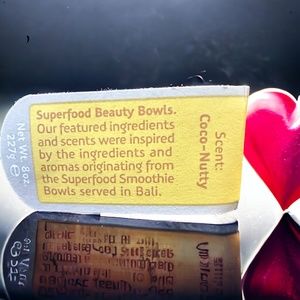 Net Wt. 8oz.
227g ℮
Superfood Beauty Bowls.
Our featured ingredients
and scents were inspired
by the ingredients and
aromas originating from
the Superfood Smoothie
Bowls served in Bali.
Scent:
Coco-Nutty